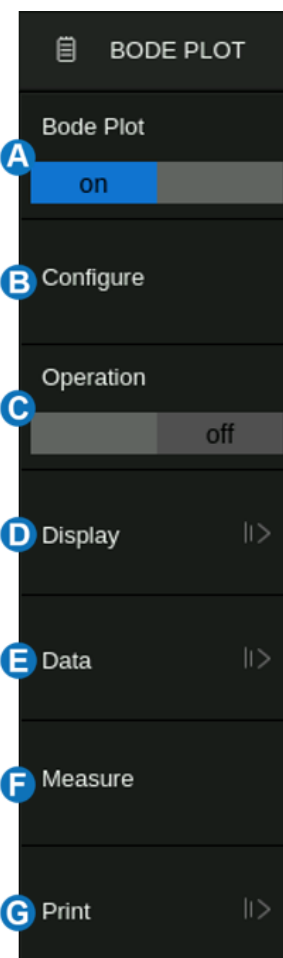 BODE PLOT
Bode Plot
A
on
B Configure
Operation
C
off
D Display
E Data
F Measure
G Print